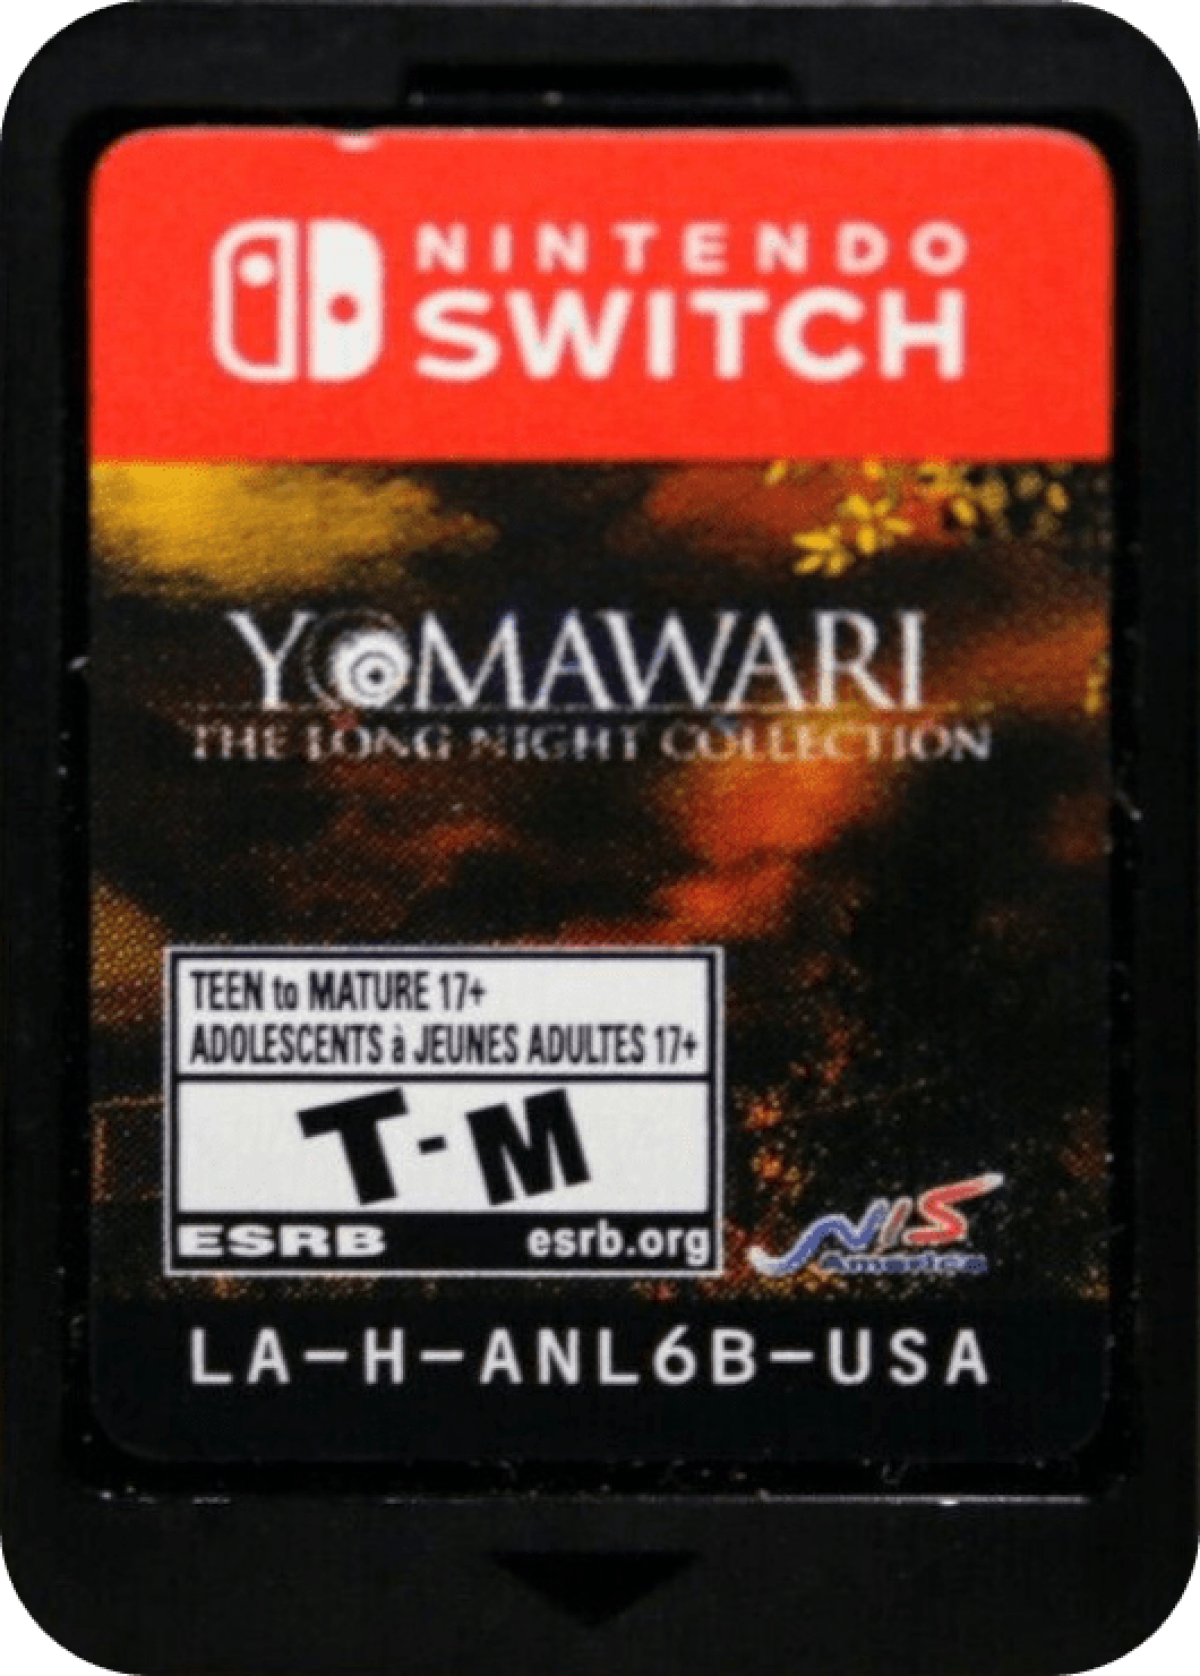 NINTENDO
SWITCH
YOMAWARI
THE LONG NIGHT COLLECTION
TEEN to MATURE 17+
ADOLESCENTS à JEUNES ADULTES 17+
T-M
ESRB esrb.org
NIS
America
LA-H-ANL6B-USA